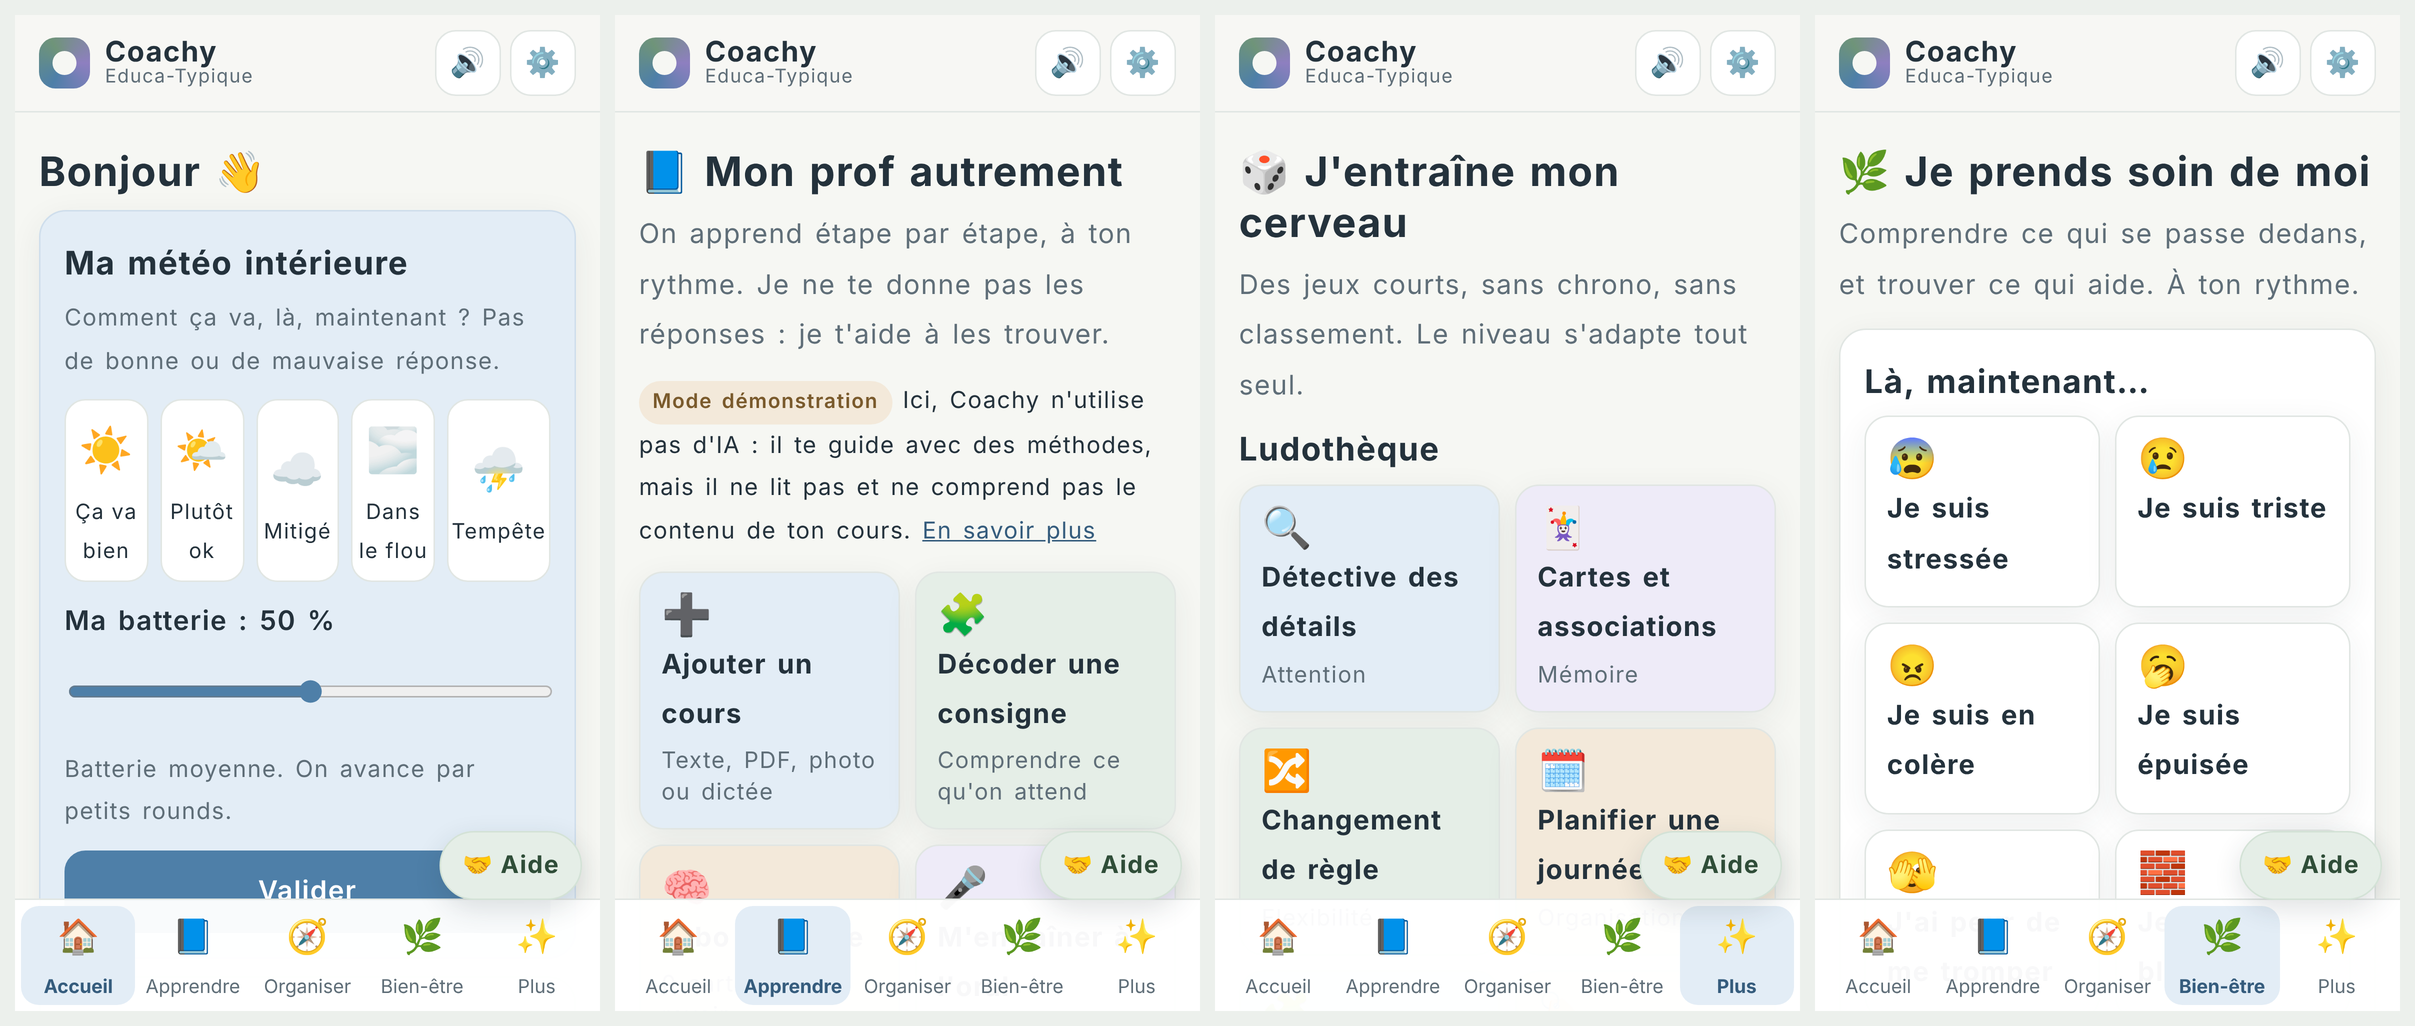 Coachy
Educa-Typique
Bonjour 👋
Ma météo intérieure
Comment ça va, là, maintenant ? Pas
de bonne ou de mauvaise réponse.
Ça va
bien
Plutôt
ok
Mitigé
Dans
le flou
Tempête
Ma batterie : 50 %
Batterie moyenne. On avance par
petits rounds.
Valider
Aide
Accueil
Apprendre
Organiser
Bien-être
Plus
Coachy
Educa-Typique
Mon prof autrement
On apprend étape par étape, à ton
rythme. Je ne te donne pas les
réponses : je t'aide à les trouver.
Mode démonstration Ici, Coachy n'utilise
pas d'IA : il te guide avec des méthodes,
mais il ne lit pas et ne comprend pas le
contenu de ton cours. En savoir plus
Ajouter un
cours
Texte, PDF, photo
ou dictée
Décoder une
consigne
Comprendre ce
qu'on attend
M'entraîner à
Aide
Accueil
Apprendre
Organiser
Bien-être
Plus
Coachy
Educa-Typique
J'entraîne mon
cerveau
Des jeux courts, sans chrono, sans
classement. Le niveau s'adapte tout
seul.
Ludothèque
Détective des
détails
Attention
Cartes et
associations
Mémoire
Changement
de règle
Flexibilité
Planifier une
journée
Aide
Accueil
Apprendre
Organiser
Bien-être
Plus
Coachy
Educa-Typique
Je prends soin de moi
Comprendre ce qui se passe dedans,
et trouver ce qui aide. À ton rythme.
Là, maintenant...
Je suis
stressée
Je suis triste
Je suis en
colère
Je suis
épuisée
J'ai peur de
me tromper
Aide
Accueil
Apprendre
Organiser
Bien-être
Plus